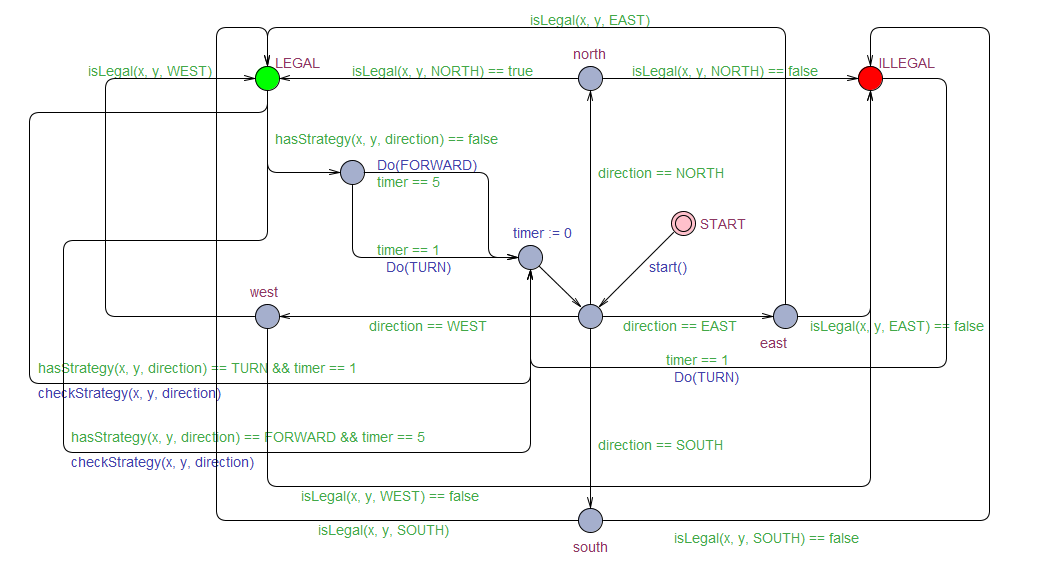 isLegal(x, y, EAST)
north
LEGAL
ILLEGAL
isLegal(x, y, WEST)
isLegal(x, y, NORTH) == true
isLegal(x, y, NORTH) == false
hasStrategy(x, y, direction) == false
Do(FORWARD)
timer == 5
direction == NORTH
START
timer := 0
timer == 1
Do(TURN)
start()
west
direction == WEST
direction == EAST
isLegal(x, y, EAST) == false
east
timer == 1
Do(TURN)
hasStrategy(x, y, direction) == TURN && timer == 1
checkStrategy(x, y, direction)
hasStrategy(x, y, direction) == FORWARD && timer == 5
checkStrategy(x, y, direction)
direction == SOUTH
isLegal(x, y, WEST) == false
isLegal(x, y, SOUTH)
isLegal(x, y, SOUTH) == false
south